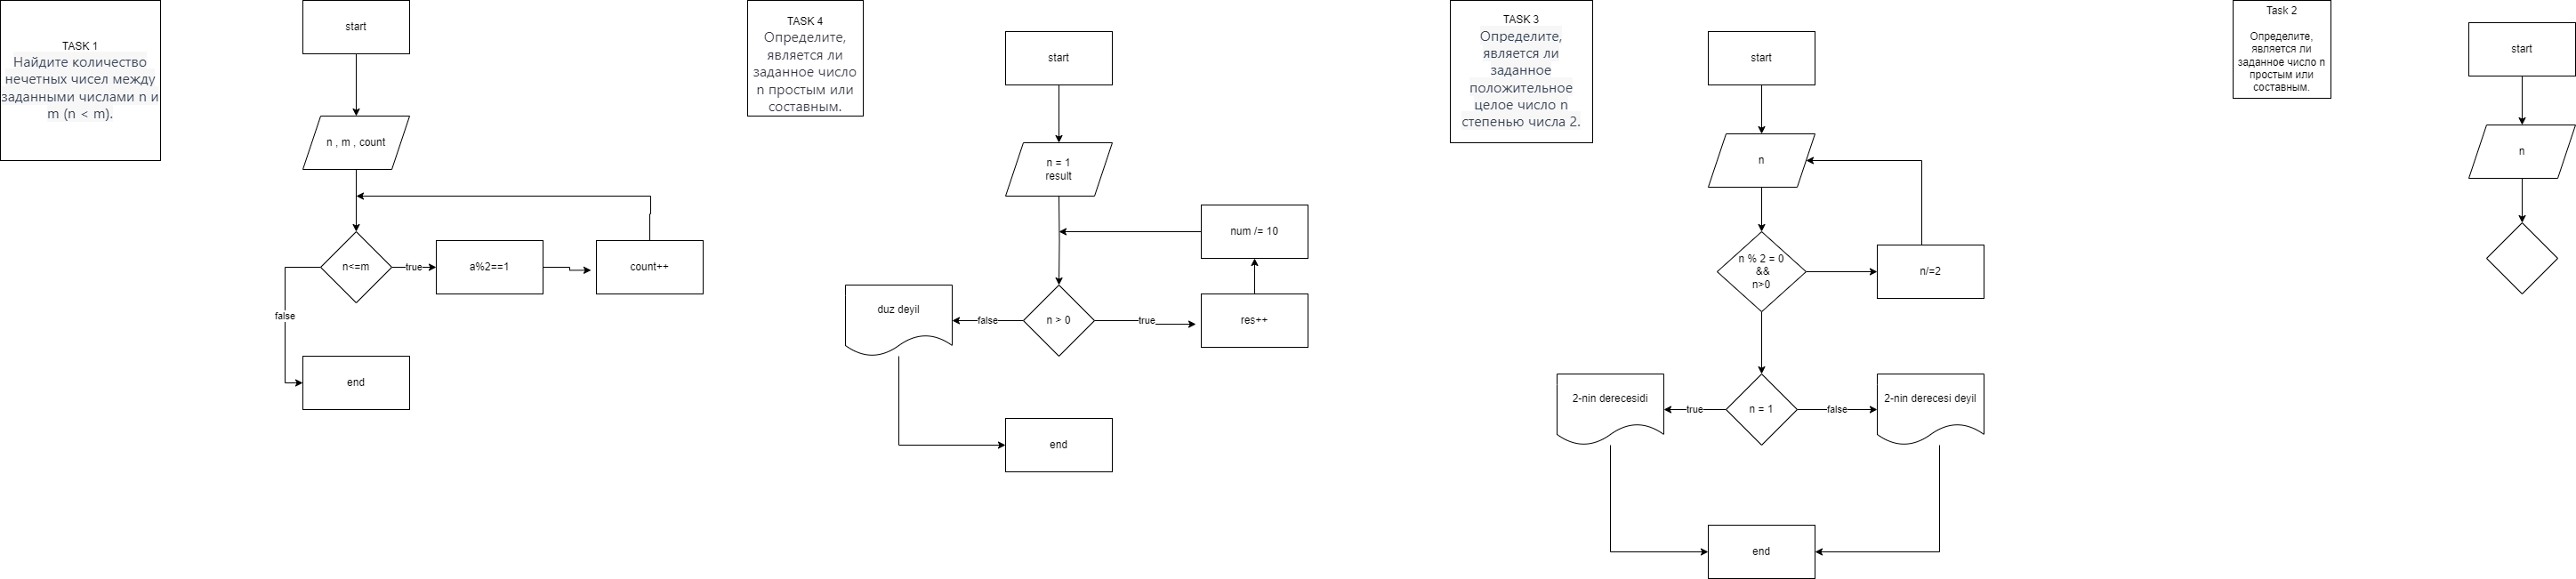 TASK 1
Найдите количество
нечетных чисел между
заданными числами n и
m (n < m).
start
n , m , count
n<=m
true
a%2==1
count++
false
end
TASK 4
Определите,
является ли
заданное число
n простым или
составным.
start
n = 1
result
num /= 10
duz deyil
false
n > 0
true
res++
end
TASK 3
Определите,
является ли
заданное
положительное
целое число n
степенью числа 2.
start
n
n % 2 = 0
&&
n>0
n/=2
2-nin derecesidi
true
n = 1
false
2-nin derecesi deyil
end
Task 2
Определите,
является ли
заданное число n
простым или
составным.
start
n